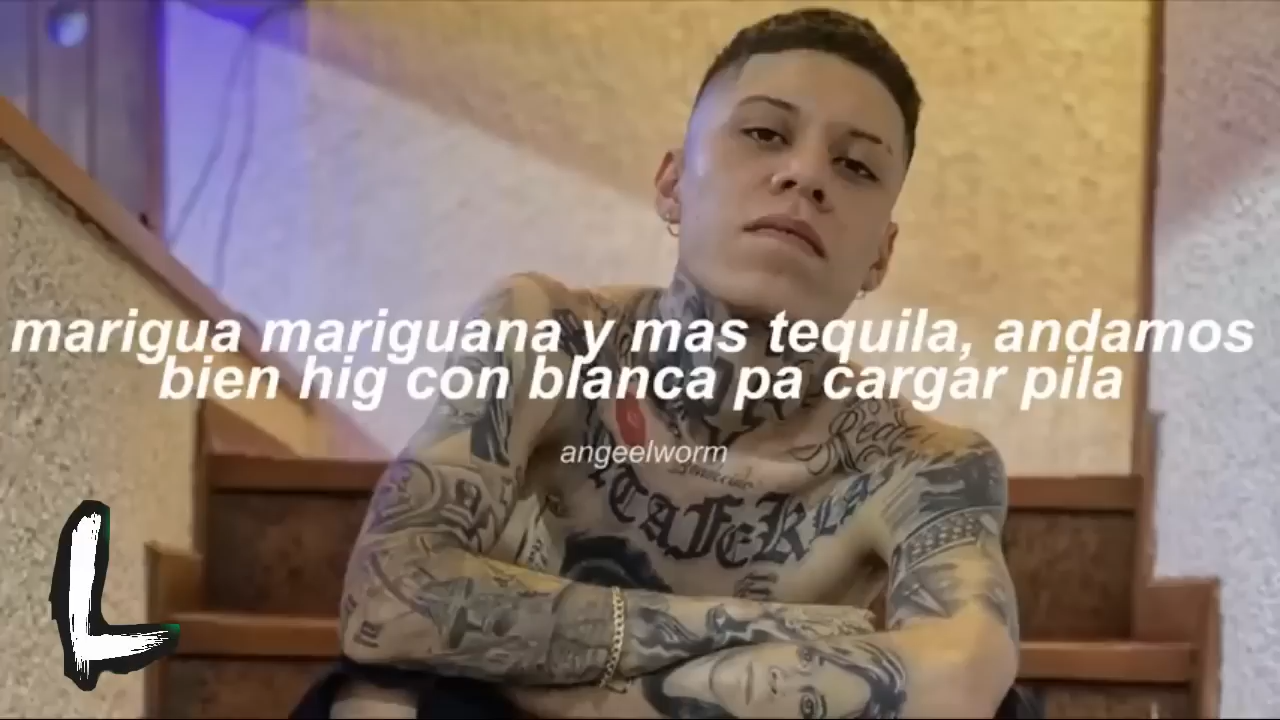 marigua mariguana y mas tequila, andamos
bien hig con blanca pa cargar pila
angeelworm
L